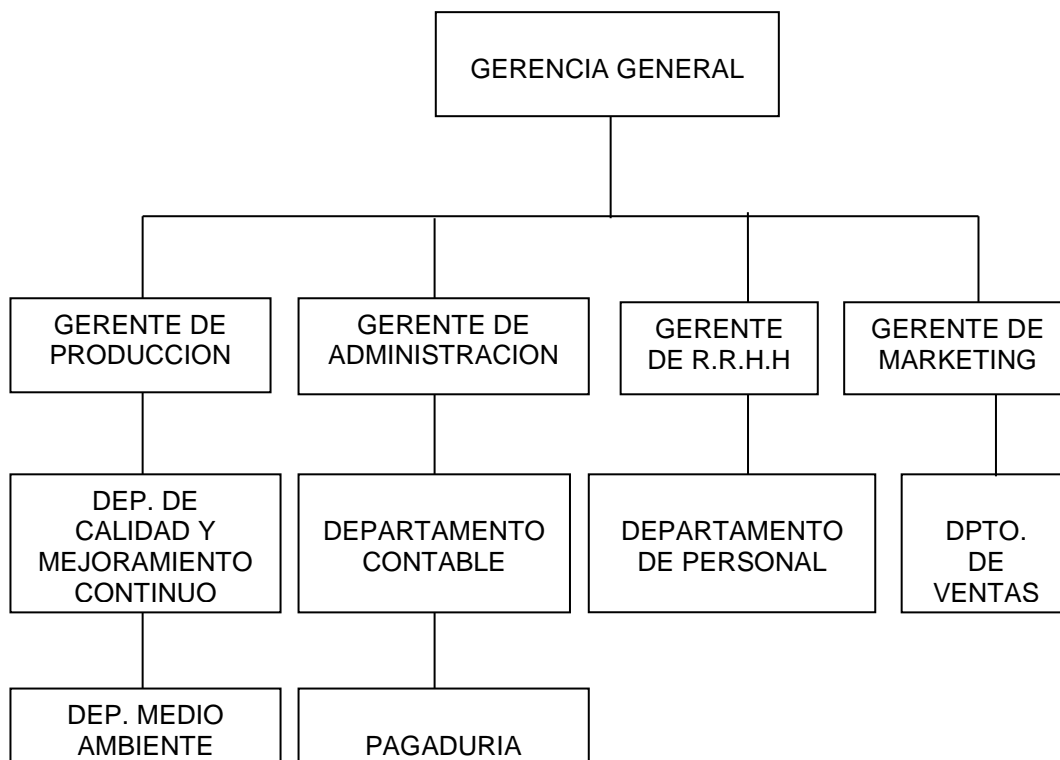 GERENCIA GENERAL
GERENTE DE
PRODUCCION
GERENTE DE
ADMINISTRACION
GERENTE
DE R.R.H.H
GERENTE DE
MARKETING
DEP. DE
CALIDAD Y
MEJORAMIENTO
CONTINUO
DEPARTAMENTO
CONTABLE
DEPARTAMENTO
DE PERSONAL
DPTO.
DE
VENTAS
DEP. MEDIO
AMBIENTE
PAGADURIA